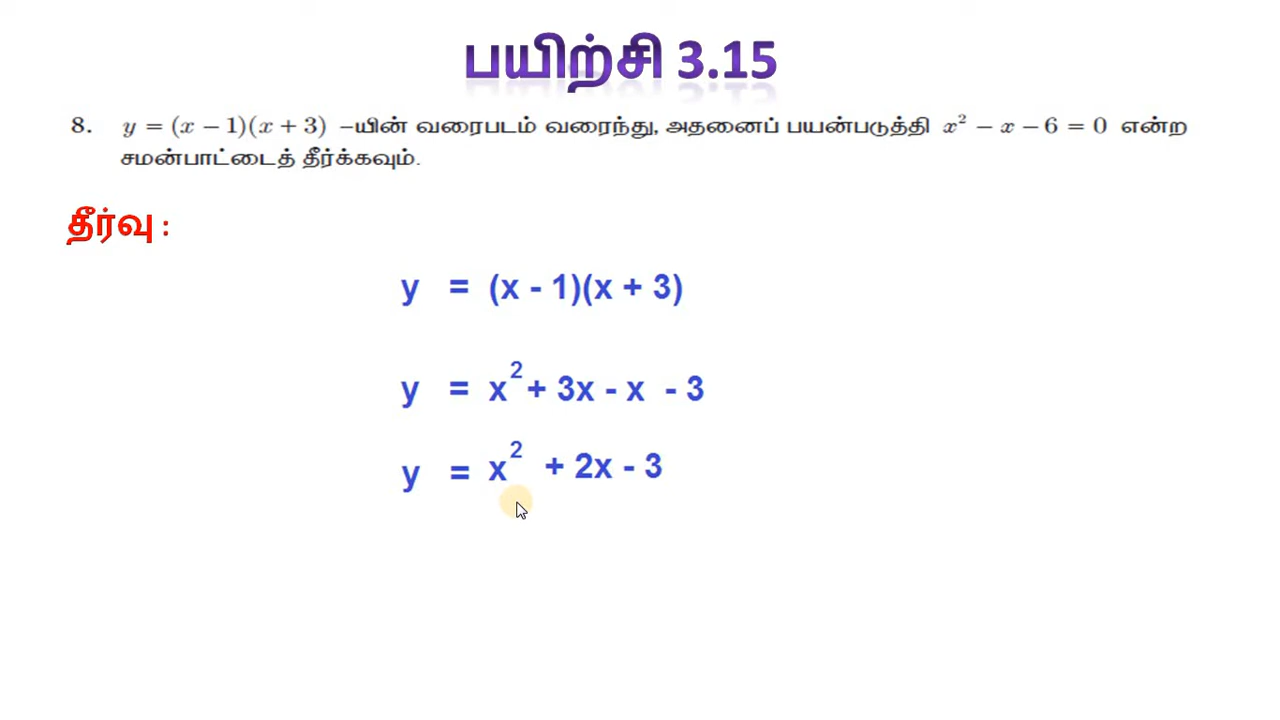 பயிற்சி 3.15
8. y = (x − 1)(x + 3) –யின் வரைபடம் வரைந்து, அதனைப் பயன்படுத்தி x² − x − 6 = 0 என்ற
சமன்பாட்டைத் தீர்க்கவும்.
தீர்வு :
y = (x - 1)(x + 3)
y = x² + 3x - x - 3
y = x² + 2x - 3